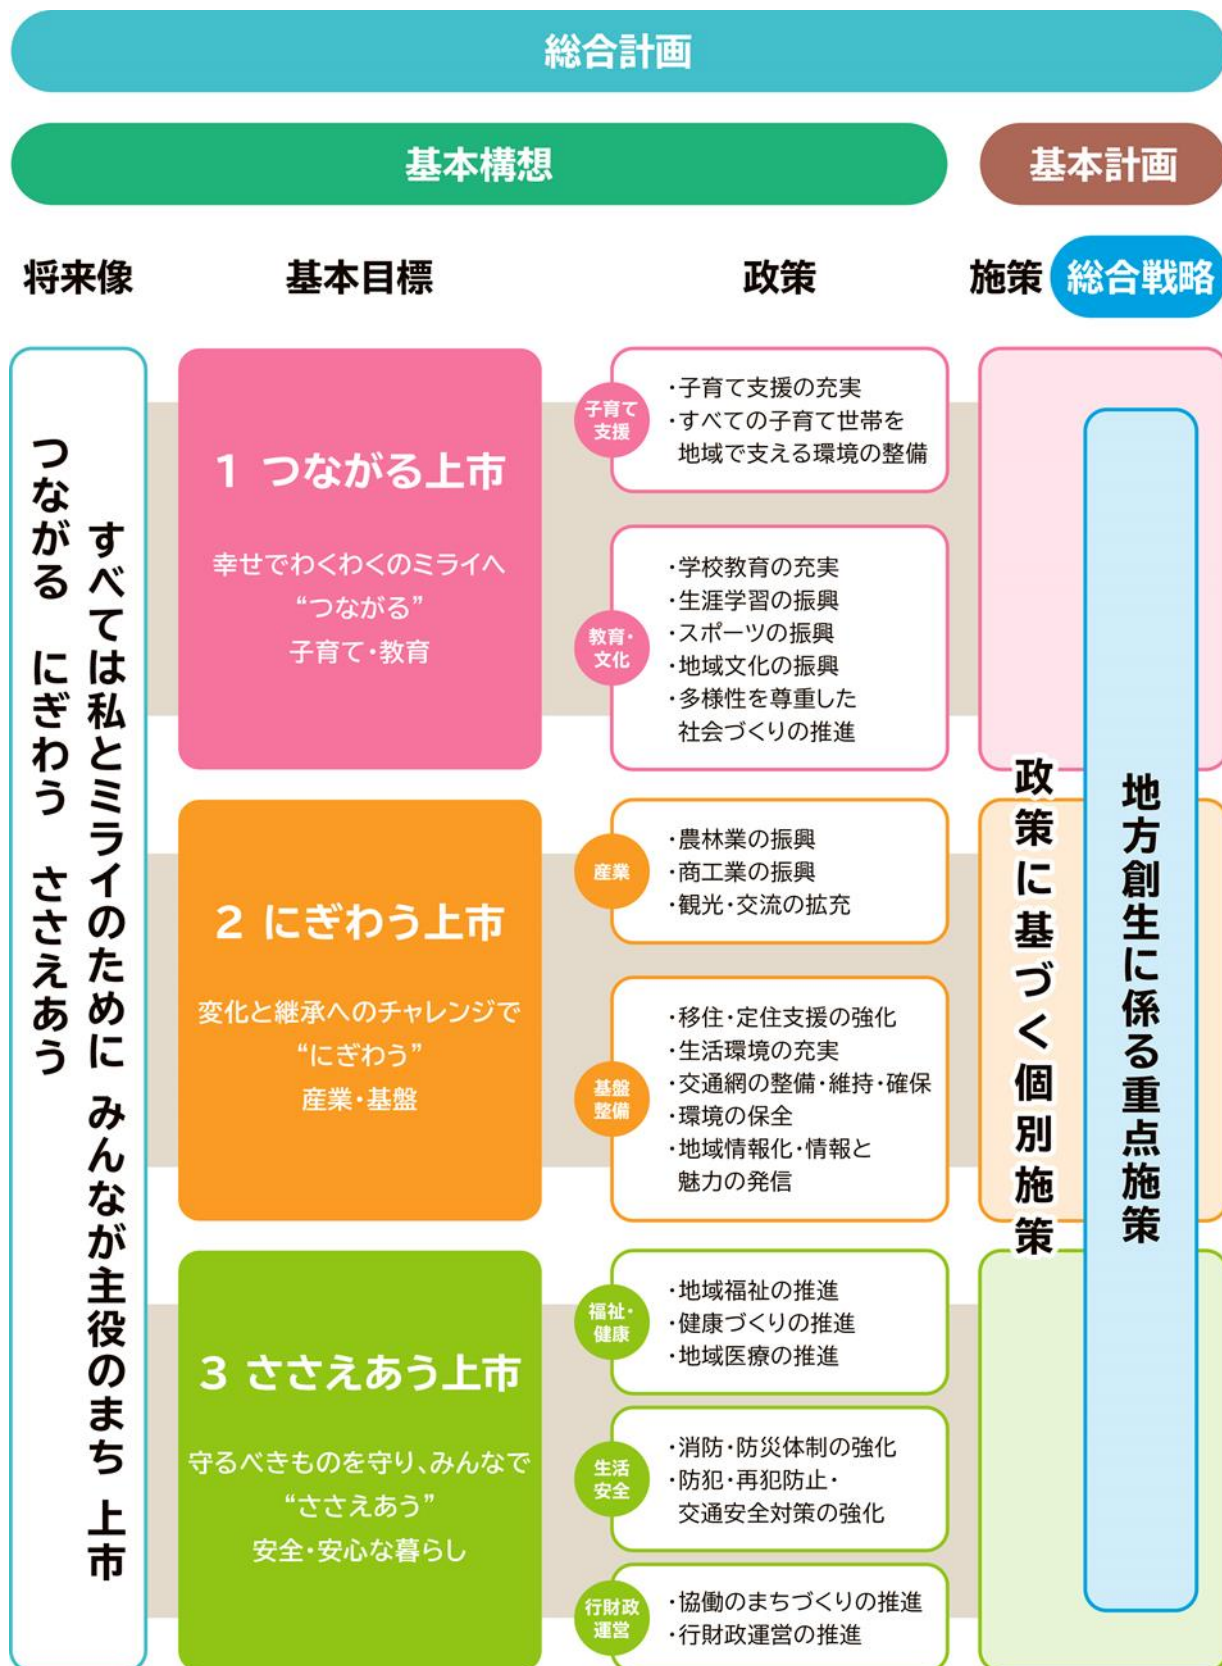 総合計画
基本構想
基本計画
将来像
基本目標
政策
施策
総合戦略
つながる にぎわう ささえあう
すべては私とミライのために みんなが主役のまち 上市
1 つながる上市
幸せでわくわくのミライへ
“つながる”
子育て・教育
子育て
支援
・子育て支援の充実
・すべての子育て世帯を
地域で支える環境の整備
教育・
文化
・学校教育の充実
・生涯学習の振興
・スポーツの振興
・地域文化の振興
・多様性を尊重した
社会づくりの推進
2 にぎわう上市
変化と継承へのチャレンジで
“にぎわう”
産業・基盤
産業
・農林業の振興
・商工業の振興
・観光・交流の拡充
基盤
整備
・移住・定住支援の強化
・生活環境の充実
・交通網の整備・維持・確保
・環境の保全
・地域情報化・情報と
魅力の発信
3 ささえあう上市
守るべきものを守り、みんなで
“ささえあう”
安全・安心な暮らし
福祉・
健康
・地域福祉の推進
・健康づくりの推進
・地域医療の推進
生活
安全
・消防・防災体制の強化
・防犯・再犯防止・
交通安全対策の強化
行財政
運営
・協働のまちづくりの推進
・行財政運営の推進
政策に基づく個別施策
地方創生に係る重点施策